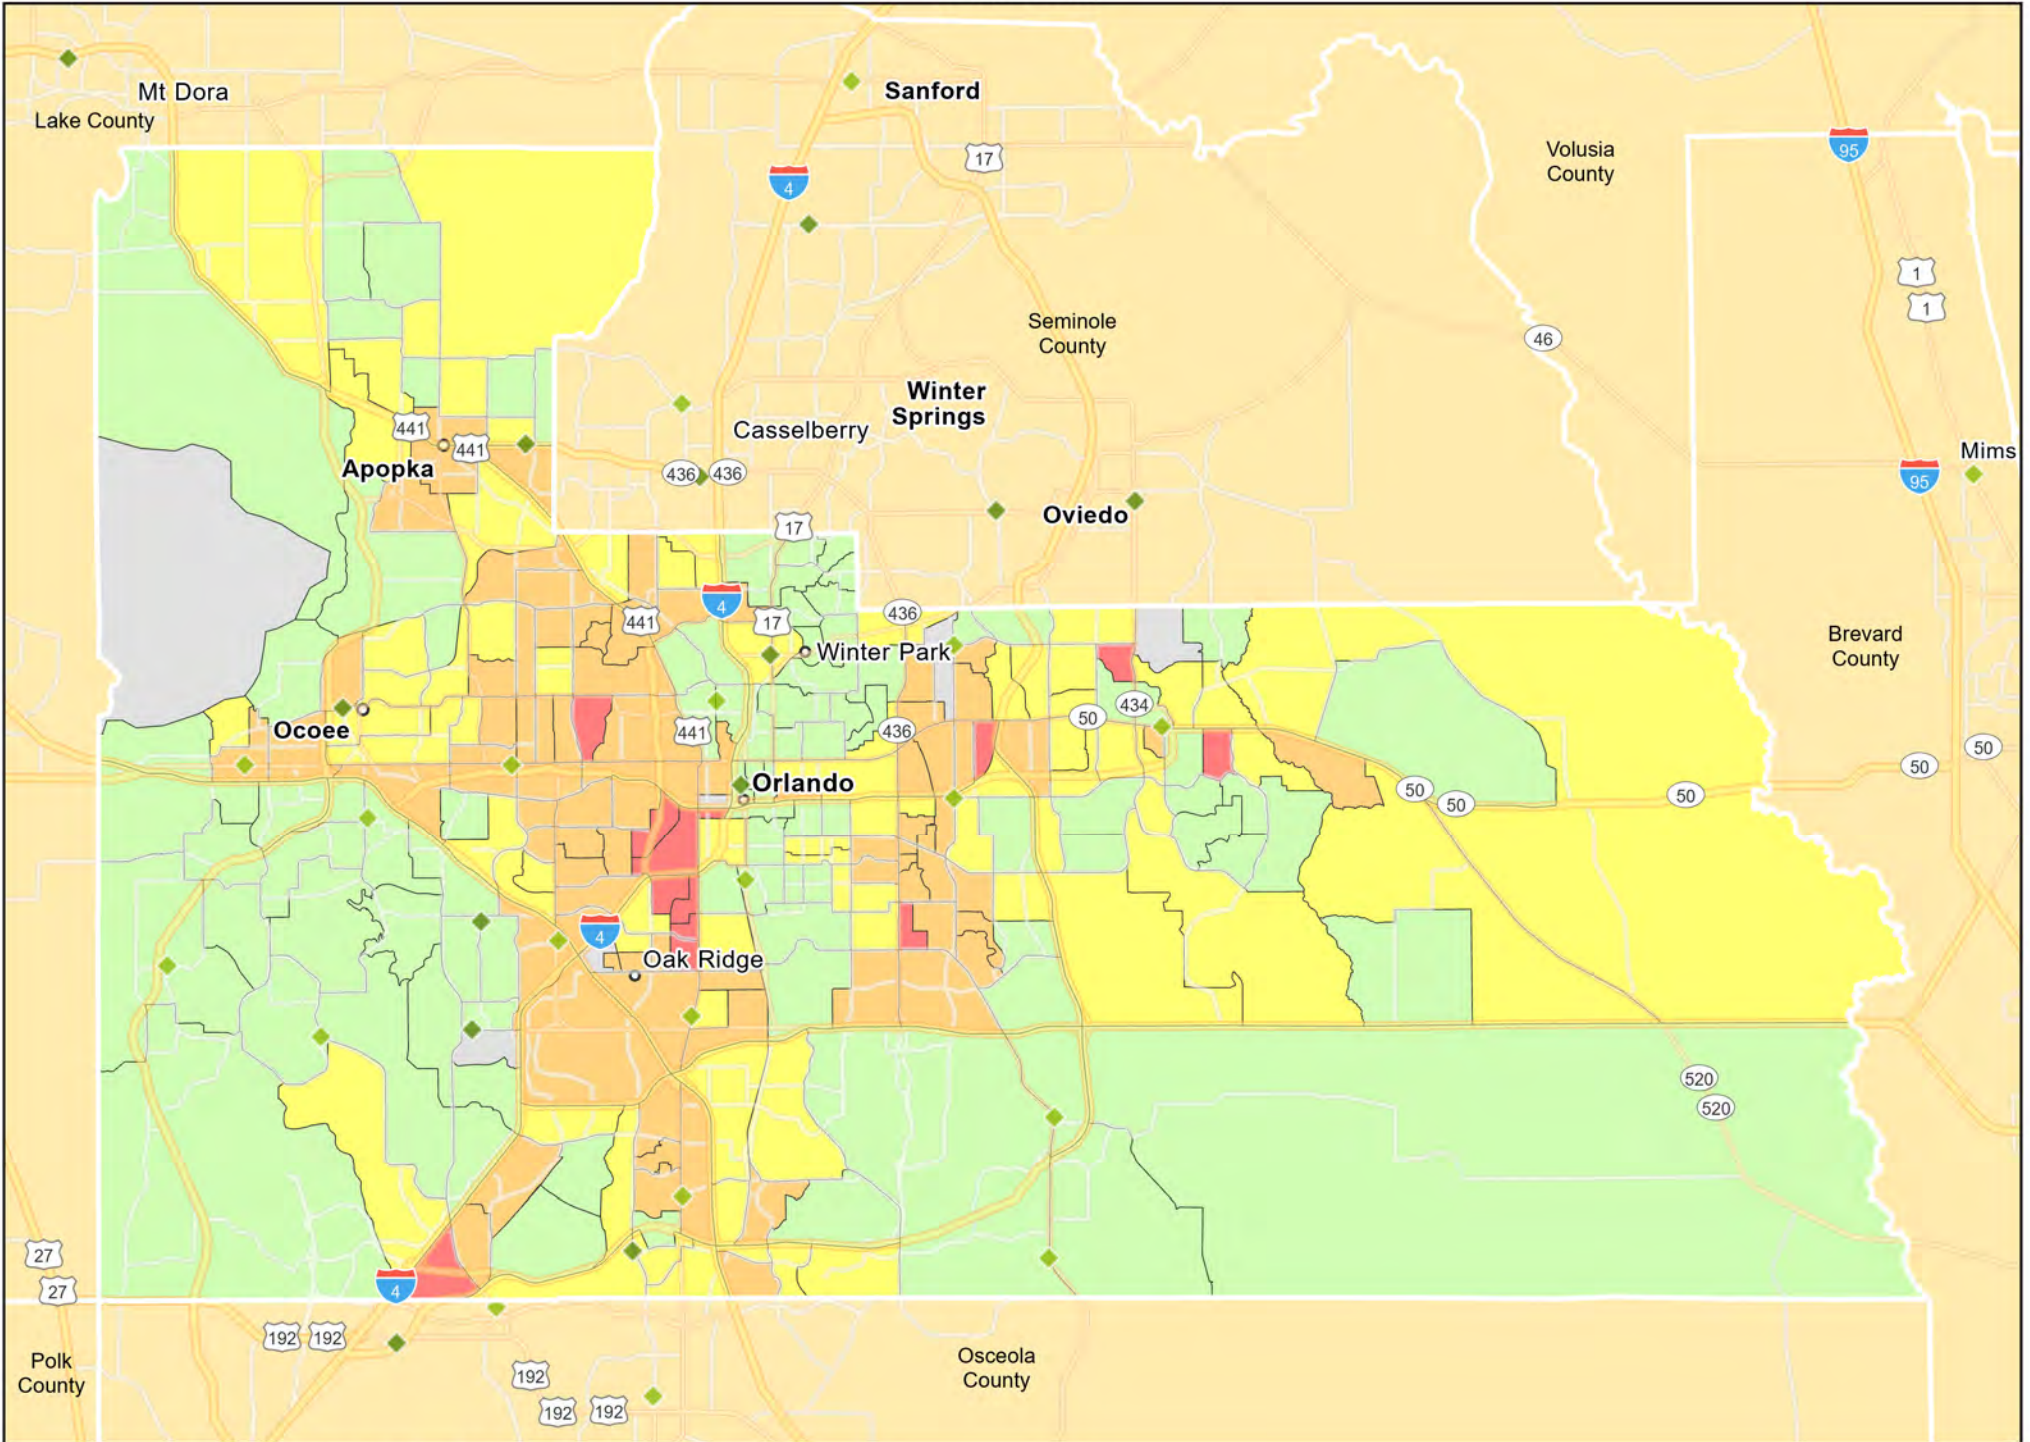 Mt Dora
Lake County
Sanford
17
4
Volusia
County
95
1
1
Seminole
County
46
Winter
Springs
Casselberry
441
441
Apopka
436
436
Mims
95
17
Oviedo
4
441
17
436
Winter Park
Brevard
County
Ocoee
441
436
50
434
50
50
Orlando
50
50
50
4
Oak Ridge
520
520
27
27
4
192
192
Polk
County
Osceola
County
192
192
192